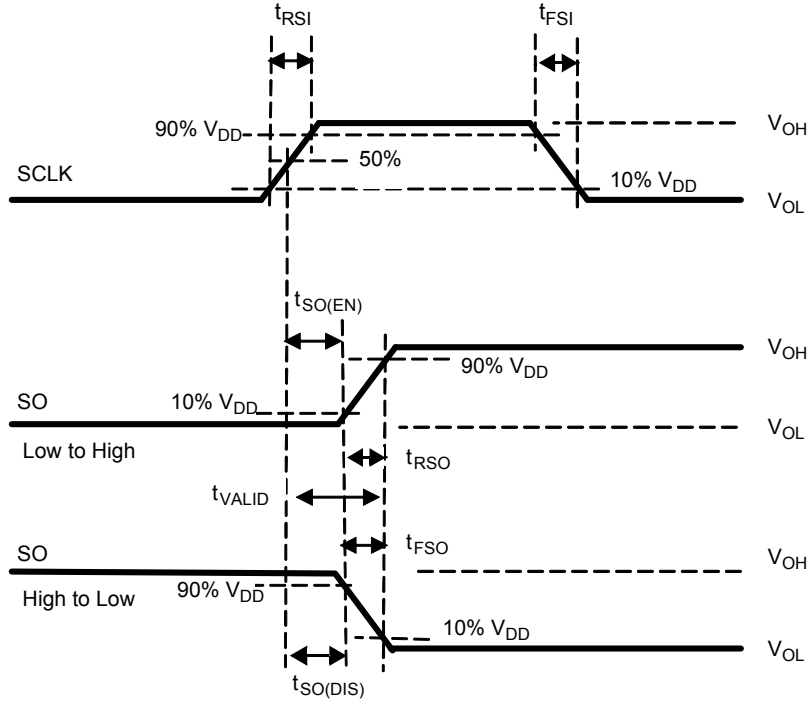 tRSI
tFSI
90% VDD
VOH
50%
SCLK
10% VDD
VOL
tSO(EN)
VOH
90% VDD
SO
10% VDD
VOL
Low to High
tRSO
tVALID
tFSO
SO
VOH
High to Low
90% VDD
10% VDD
VOL
tSO(DIS)